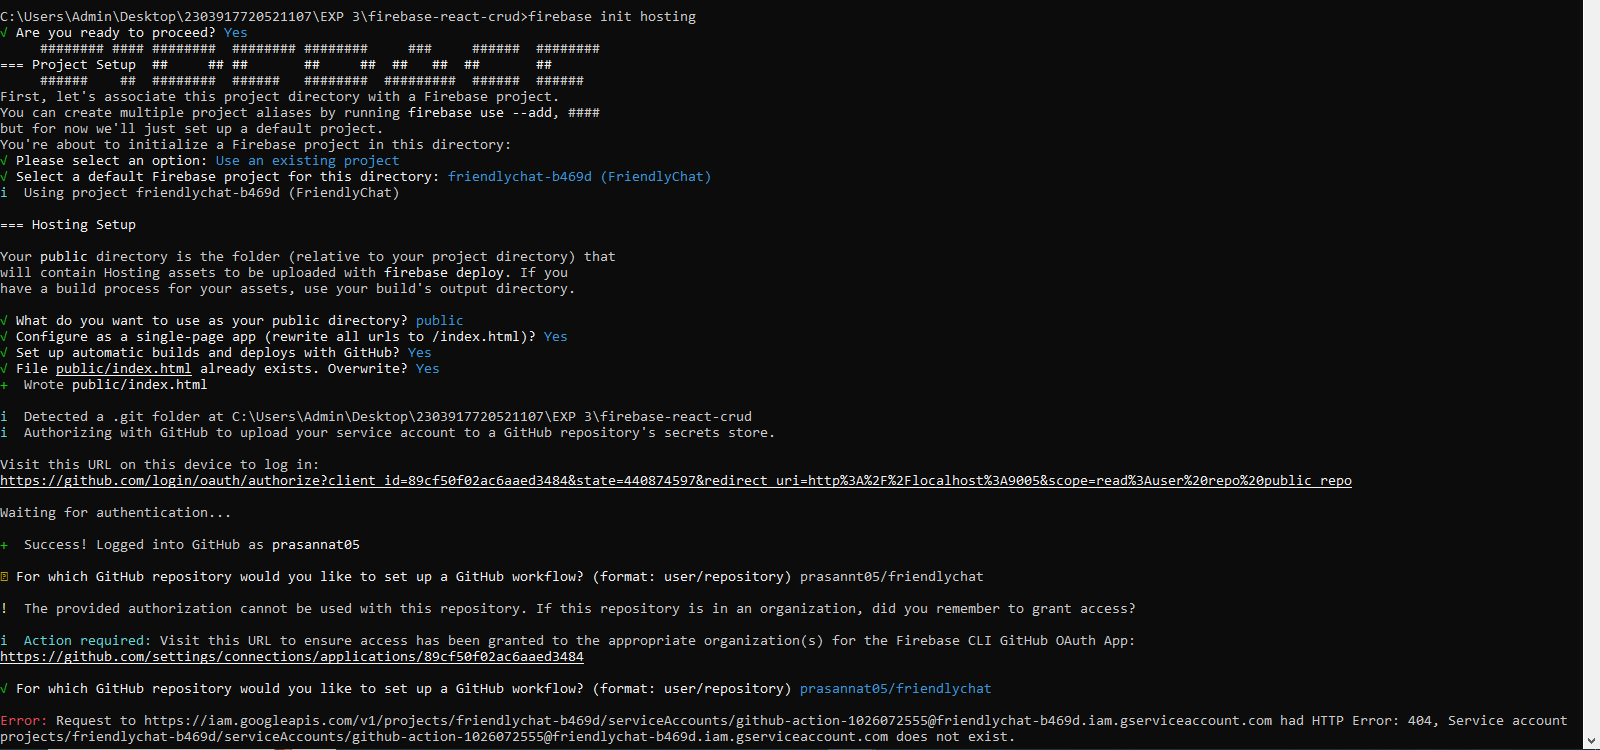 C:\Users\Admin\Desktop\2303917720521107\EXP 3\firebase-react-crud>firebase init hosting
√ Are you ready to proceed? Yes
     ######## #### ########  ######## ########     ###     ######  ########
=== Project Setup  ##     ## ##       ##     ##  ##   ##  ##       ##
     ######    ##  ########  ######   ########  #########  ######  ######
First, let's associate this project directory with a Firebase project.
You can create multiple project aliases by running firebase use --add, ####
but for now we'll just set up a default project.
You're about to initialize a Firebase project in this directory:
√ Please select an option: Use an existing project
√ Select a default Firebase project for this directory: friendlychat-b469d (FriendlyChat)
i  Using project friendlychat-b469d (FriendlyChat)
=== Hosting Setup
Your public directory is the folder (relative to your project directory) that
will contain Hosting assets to be uploaded with firebase deploy. If you
have a build process for your assets, use your build's output directory.
√ What do you want to use as your public directory? public
√ Configure as a single-page app (rewrite all urls to /index.html)? Yes
√ Set up automatic builds and deploys with GitHub? Yes
√ File public/index.html already exists. Overwrite? Yes
+  Wrote public/index.html
i  Detected a .git folder at C:\Users\Admin\Desktop\2303917720521107\EXP 3\firebase-react-crud
i  Authorizing with GitHub to upload your service account to a GitHub repository's secrets store.
Visit this URL on this device to log in:
https://github.com/login/oauth/authorize?client_id=89cf50f02ac6aaed3484&state=440874597&redirect_uri=http%3A%2F%2Flocalhost%3A9005&scope=read%3Auser%20repo%20public_repo
Waiting for authentication...
+  Success! Logged into GitHub as prasannat05
? For which GitHub repository would you like to set up a GitHub workflow? (format: user/repository) prasannt05/friendlychat
!  The provided authorization cannot be used with this repository. If this repository is in an organization, did you remember to grant access?
i  Action required: Visit this URL to ensure access has been granted to the appropriate organization(s) for the Firebase CLI GitHub OAuth App:
https://github.com/settings/connections/applications/89cf50f02ac6aaed3484
√ For which GitHub repository would you like to set up a GitHub workflow? (format: user/repository) prasannat05/friendlychat
Error: Request to https://iam.googleapis.com/v1/projects/friendlychat-b469d/serviceAccounts/github-action-1026072555@friendlychat-b469d.iam.gserviceaccount.com had HTTP Error: 404, Service account
projects/friendlychat-b469d/serviceAccounts/github-action-1026072555@friendlychat-b469d.iam.gserviceaccount.com does not exist.